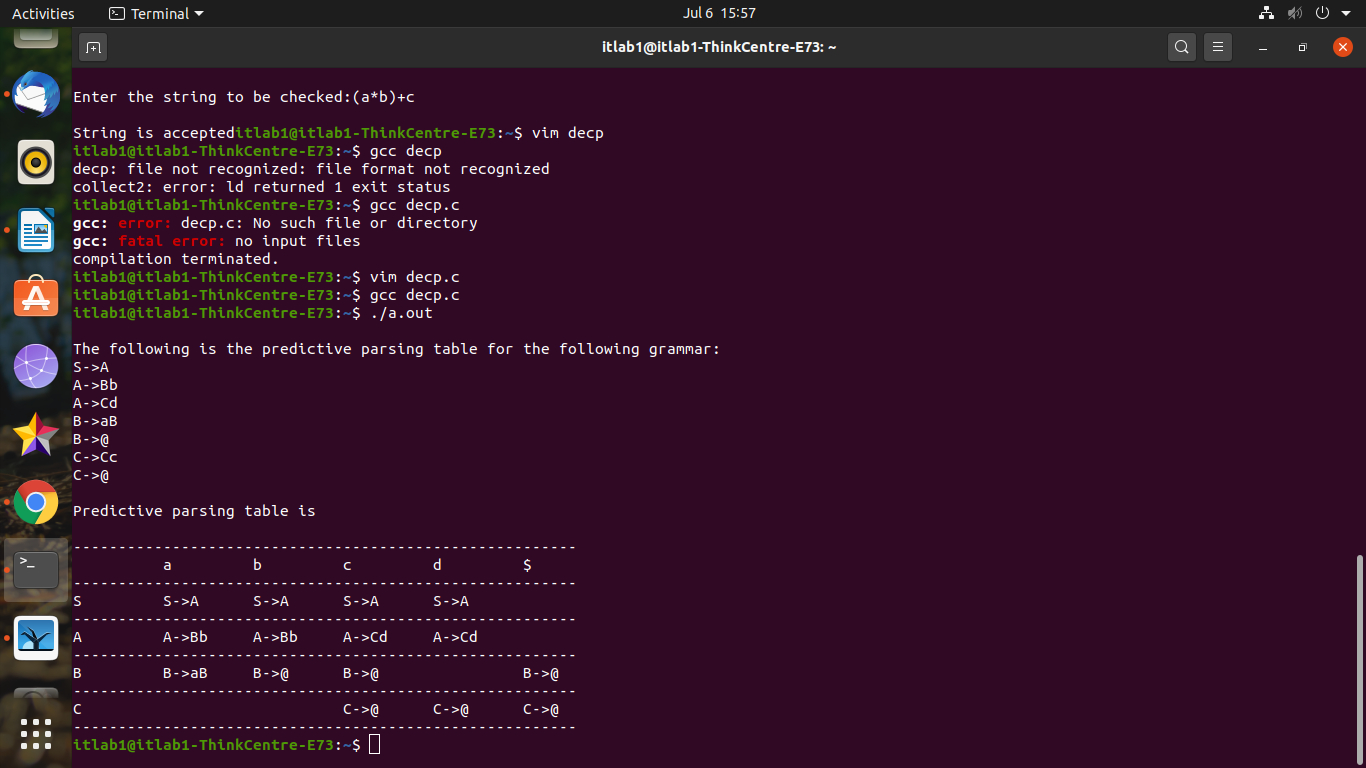 Activities Terminal Jul 6 15:57
itlab1@itlab1-ThinkCentre-E73: ~
Enter the string to be checked:(a*b)+c
String is accepteditlab1@itlab1-ThinkCentre-E73:~$ vim decp
itlab1@itlab1-ThinkCentre-E73:~$ gcc decp
decp: file not recognized: file format not recognized
collect2: error: ld returned 1 exit status
itlab1@itlab1-ThinkCentre-E73:~$ gcc decp.c
gcc: error: decp.c: No such file or directory
gcc: fatal error: no input files
compilation terminated.
itlab1@itlab1-ThinkCentre-E73:~$ vim decp.c
itlab1@itlab1-ThinkCentre-E73:~$ gcc decp.c
itlab1@itlab1-ThinkCentre-E73:~$ ./a.out
The following is the predictive parsing table for the following grammar:
S->A
A->Bb
A->Cd
B->aB
B->@
C->Cc
C->@
Predictive parsing table is
--------------------------------------------------------
a b c d $
--------------------------------------------------------
S S->A S->A S->A S->A
--------------------------------------------------------
A A->Bb A->Bb A->Cd A->Cd
--------------------------------------------------------
B B->aB B->@ B->@ B->@
--------------------------------------------------------
C C->@ C->@ C->@
--------------------------------------------------------
itlab1@itlab1-ThinkCentre-E73:~$